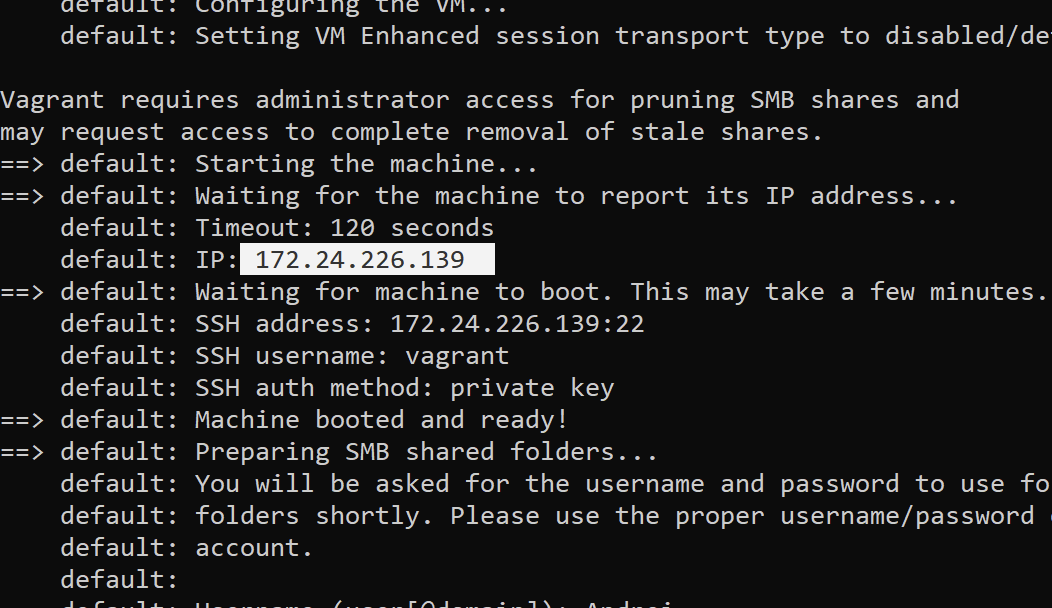 default: Configuring the VM...
default: Setting VM Enhanced session transport type to disabled/de
Vagrant requires administrator access for pruning SMB shares and
may request access to complete removal of stale shares.
==> default: Starting the machine...
==> default: Waiting for the machine to report its IP address...
default: Timeout: 120 seconds
default: IP: 172.24.226.139
==> default: Waiting for machine to boot. This may take a few minutes.
default: SSH address: 172.24.226.139:22
default: SSH username: vagrant
default: SSH auth method: private key
==> default: Machine booted and ready!
==> default: Preparing SMB shared folders...
default: You will be asked for the username and password to use fo
default: folders shortly. Please use the proper username/password
default: account.
default:
default: Username (user[@domain]): Andrei